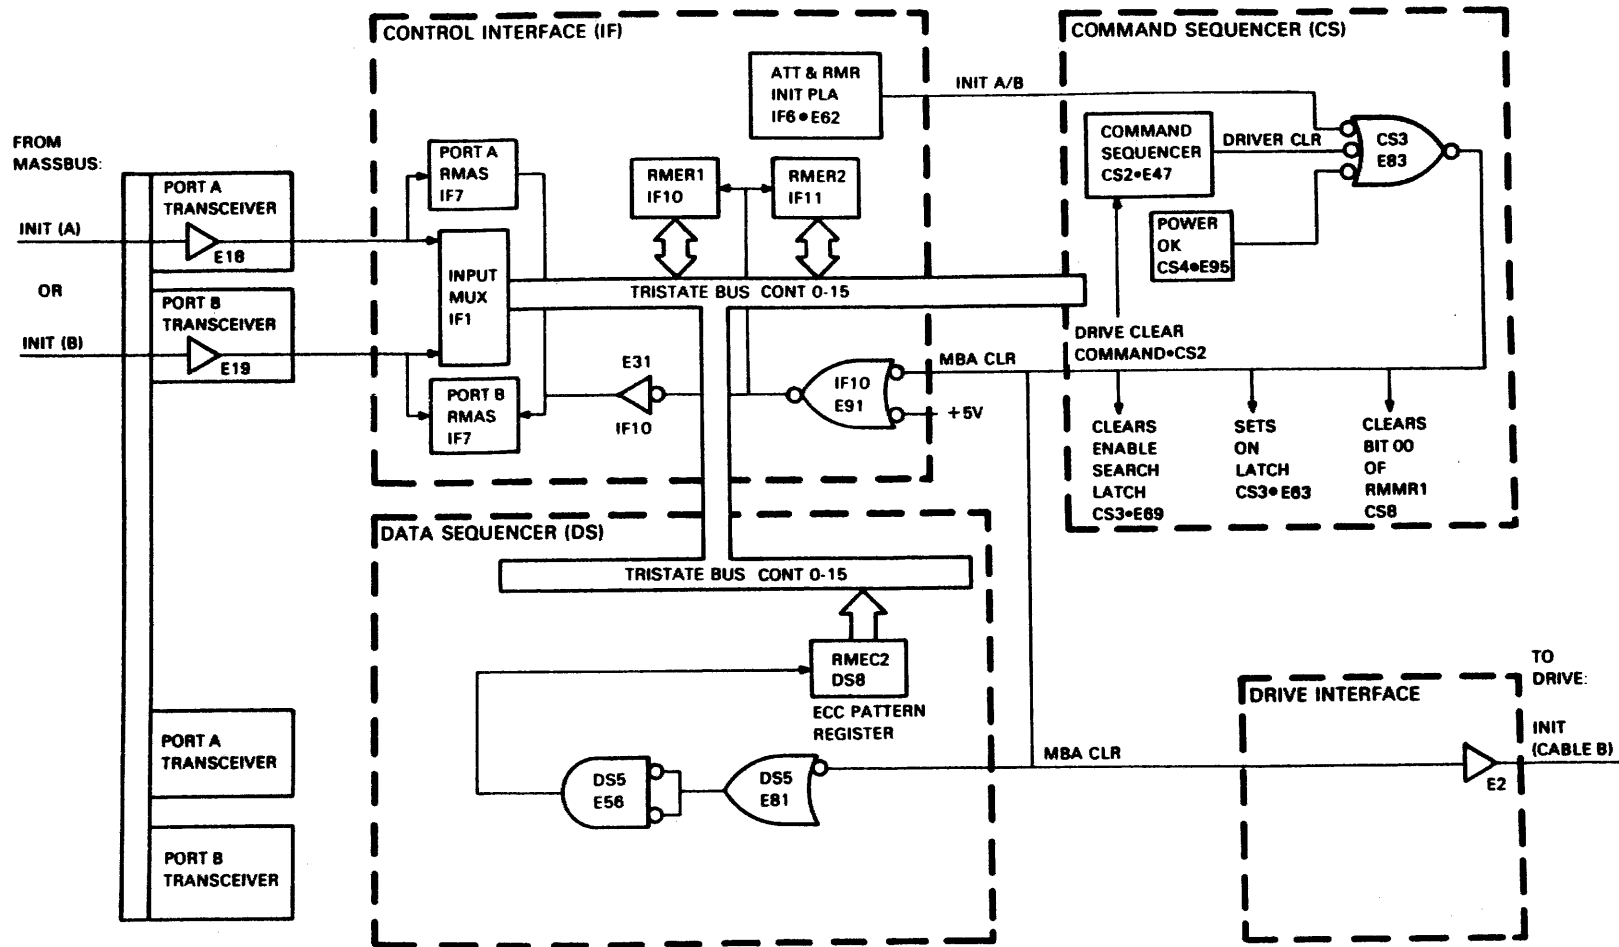 CONTROL INTERFACE (IF)
COMMAND SEQUENCER (CS)
ATT & RMR
INIT PLA
IF6•E62
INIT A/B
FROM
MASSBUS:
PORT A
TRANSCEIVER
INIT (A)
E18
OR
PORT B
TRANSCEIVER
INIT (B)
E19
PORT A
RMAS
IF7
INPUT
MUX
IF1
PORT B
RMAS
IF7
RMER1
IF10
RMER2
IF11
TRISTATE BUS CONT 0-15
E31
IF10
IF10
E91
MBA CLR
+5V
COMMAND
SEQUENCER
CS2•E47
DRIVER CLR
CS3
E83
POWER
OK
CS4•E95
DRIVE CLEAR
COMMAND•CS2
CLEARS
ENABLE
SEARCH
LATCH
CS3•E69
SETS
ON
LATCH
CS3•E63
CLEARS
BIT 00
OF
RMMR1
CS8
DATA SEQUENCER (DS)
TRISTATE BUS CONT 0-15
RMEC2
DS8
ECC PATTERN
REGISTER
DS5
E56
DS5
E81
MBA CLR
DRIVE INTERFACE
TO
DRIVE:
INIT
(CABLE B)
E2
PORT A
TRANSCEIVER
PORT B
TRANSCEIVER